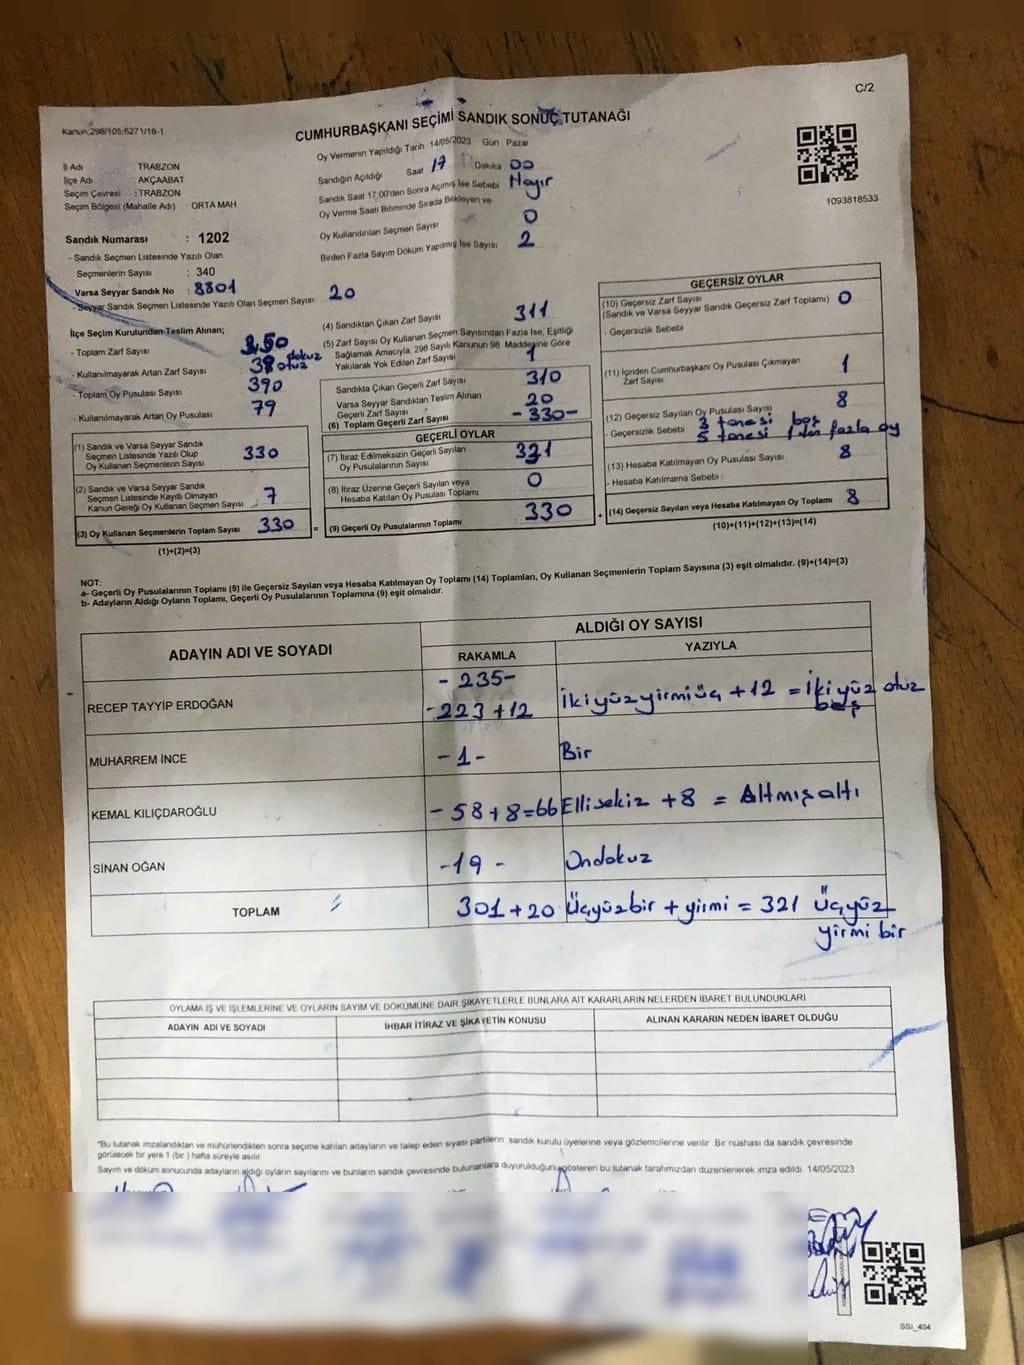 C/2
Kanun,298/105;6271/18-1
CUMHURBAŞKANI SEÇİMİ SANDIK SONUÇ TUTANAĞI
Oy Vermenin Yapıldığı Tarih 14/05/2023 Gün Pazar
İl Adı TRABZON
İlçe Adı : AKÇAABAT
Seçim Çevresi : TRABZON
Seçim Bölgesi (Mahalle Adı) ORTA MAH
Sandığın Açıldığı Saat 17 Dakika 00
Sandık Saat 17.00'den Sonra Açılmış İse Sebebi Hayır
Oy Verme Saati Bitiminde Sırada Bekleyen ve
Oy Kullandırılan Seçmen Sayısı 0
Birden Fazla Sayım Döküm Yapılmış İse Sayısı 2
1093818533
Sandık Numarası : 1202
- Sandık Seçmen Listesinde Yazılı Olan
Seçmenlerin Sayısı : 340
Varsa Seyyar Sandık No : 8801
- Seyyar Sandık Seçmen Listesinde Yazılı Olan Seçmen Sayısı 20
İlçe Seçim Kurulundan Teslim Alınan;
- Toplam Zarf Sayısı 350
- Kullanılmayarak Artan Zarf Sayısı 39 otuz dokuz
- Toplam Oy Pusulası Sayısı 390
- Kullanılmayarak Artan Oy Pusulası 79
(1) Sandık ve Varsa Seyyar Sandık
Seçmen Listesinde Yazılı Olup
Oy Kullanan Seçmenlerin Sayısı 330
(2) Sandık ve Varsa Seyyar Sandık
Seçmen Listesinde Kayıtlı Olmayan
Kanun Gereği Oy Kullanan Seçmen Sayısı 7
(3) Oy Kullanan Seçmenlerin Toplam Sayısı 330 =
(1)+(2)=(3)
(4) Sandıktan Çıkan Zarf Sayısı 311
(5) Zarf Sayısı Oy Kullanan Seçmen Sayısından Fazla İse, Eşitliği
Sağlamak Amacıyla, 298 Sayılı Kanunun 98. Maddesine Göre
Yakılarak Yok Edilen Zarf Sayısı 1
Sandıkta Çıkan Geçerli Zarf Sayısı 310
Varsa Seyyar Sandıktan Teslim Alınan
Geçerli Zarf Sayısı 20
(6) Toplam Geçerli Zarf Sayısı -330-
GEÇERLİ OYLAR
(7) İtiraz Edilmeksizin Geçerli Sayılan
Oy Pusulalarının Sayısı 321
(8) İtiraz Üzerine Geçerli Sayılan veya
Hesaba Katılan Oy Pusulası Toplamı 0
(9) Geçerli Oy Pusulalarının Toplamı 330 +
GEÇERSİZ OYLAR
(10) Geçersiz Zarf Sayısı
(Sandık ve Varsa Seyyar Sandık Geçersiz Zarf Toplamı) 0
- Geçersizlik Sebebi
(11) İçinden Cumhurbaşkanı Oy Pusulası Çıkmayan
Zarf Sayısı 1
(12) Geçersiz Sayılan Oy Pusulası Sayısı 8
- Geçersizlik Sebebi 3 tanesi boş
5 tanesi fazla oy
(13) Hesaba Katılmayan Oy Pusulası Sayısı 8
- Hesaba Katılmama Sebebi :
(14) Geçersiz Sayılan veya Hesaba Katılmayan Oy Toplamı 8
(10)+(11)+(12)+(13)=(14)
NOT:
a- Geçerli Oy Pusulalarının Toplamı (9) ile Geçersiz Sayılan veya Hesaba Katılmayan Oy Toplamı (14) Toplamları, Oy Kullanan Seçmenlerin Toplam Sayısına (3) eşit olmalıdır. (9)+(14)=(3)
b- Adayların Aldığı Oyların Toplamı, Geçerli Oy Pusulalarının Toplamına (9) eşit olmalıdır.
ADAYIN ADI VE SOYADI ALDIĞI OY SAYISI
RAKAMLA YAZIYLA
-235-
RECEP TAYYİP ERDOĞAN -223+12 İkiyüzyirmiüç +12 = İkiyüz otuz
beş
MUHARREM İNCE -1- Bir
KEMAL KILIÇDAROĞLU -58+8=66 Ellisekiz +8 = Altmışaltı
SİNAN OĞAN -19- Ondokuz
TOPLAM 301+20 Üçyüzbir + yirmi = 321 Üçyüz
yirmi bir
OYLAMA İŞ VE İŞLEMLERİNE VE OYLARIN SAYIM VE DÖKÜMÜNE DAİR ŞİKAYETLERLE BUNLARA AİT KARARLARIN NELERDEN İBARET BULUNDUKLARI
ADAYIN ADI VE SOYADI İHBAR İTİRAZ VE ŞİKAYETİN KONUSU ALINAN KARARIN NEDEN İBARET OLDUĞU
*Bu tutanak imzalandıktan ve mühürlendikten sonra seçime katılan adayların ve talep eden siyasi partilerin sandık kurulu üyelerine veya gözlemcilerine verilir. Bir nüshası da sandık çevresinde
görülecek bir yere 1 (bir) hafta süreyle asılır.
Sayım ve döküm sonucunda adayların aldığı oyların sayılarını ve bunların sandık çevresinde bulunanlara duyurulduğunu gösteren bu tutanak tarafımızdan düzenlenerek imza edildi. 14/05/2023
SSI_404